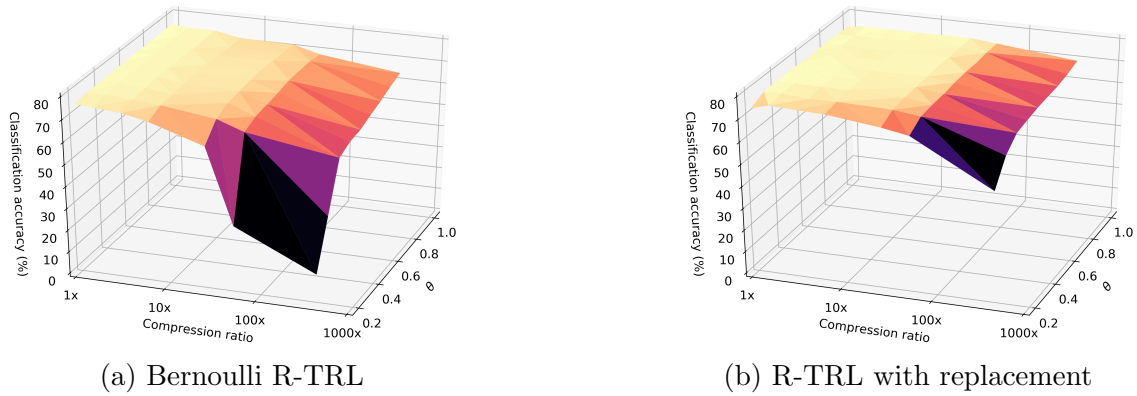 80
70
60
50
40
30
20
10
0
Classification accuracy (%)
1x
10x
100x
1000x
Compression ratio
0.2
0.4
0.6
0.8
1.0
θ
(a) Bernoulli R-TRL
80
70
60
50
40
30
20
10
0
Classification accuracy (%)
1x
10x
100x
1000x
Compression ratio
0.2
0.4
0.6
0.8
1.0
θ
(b) R-TRL with replacement